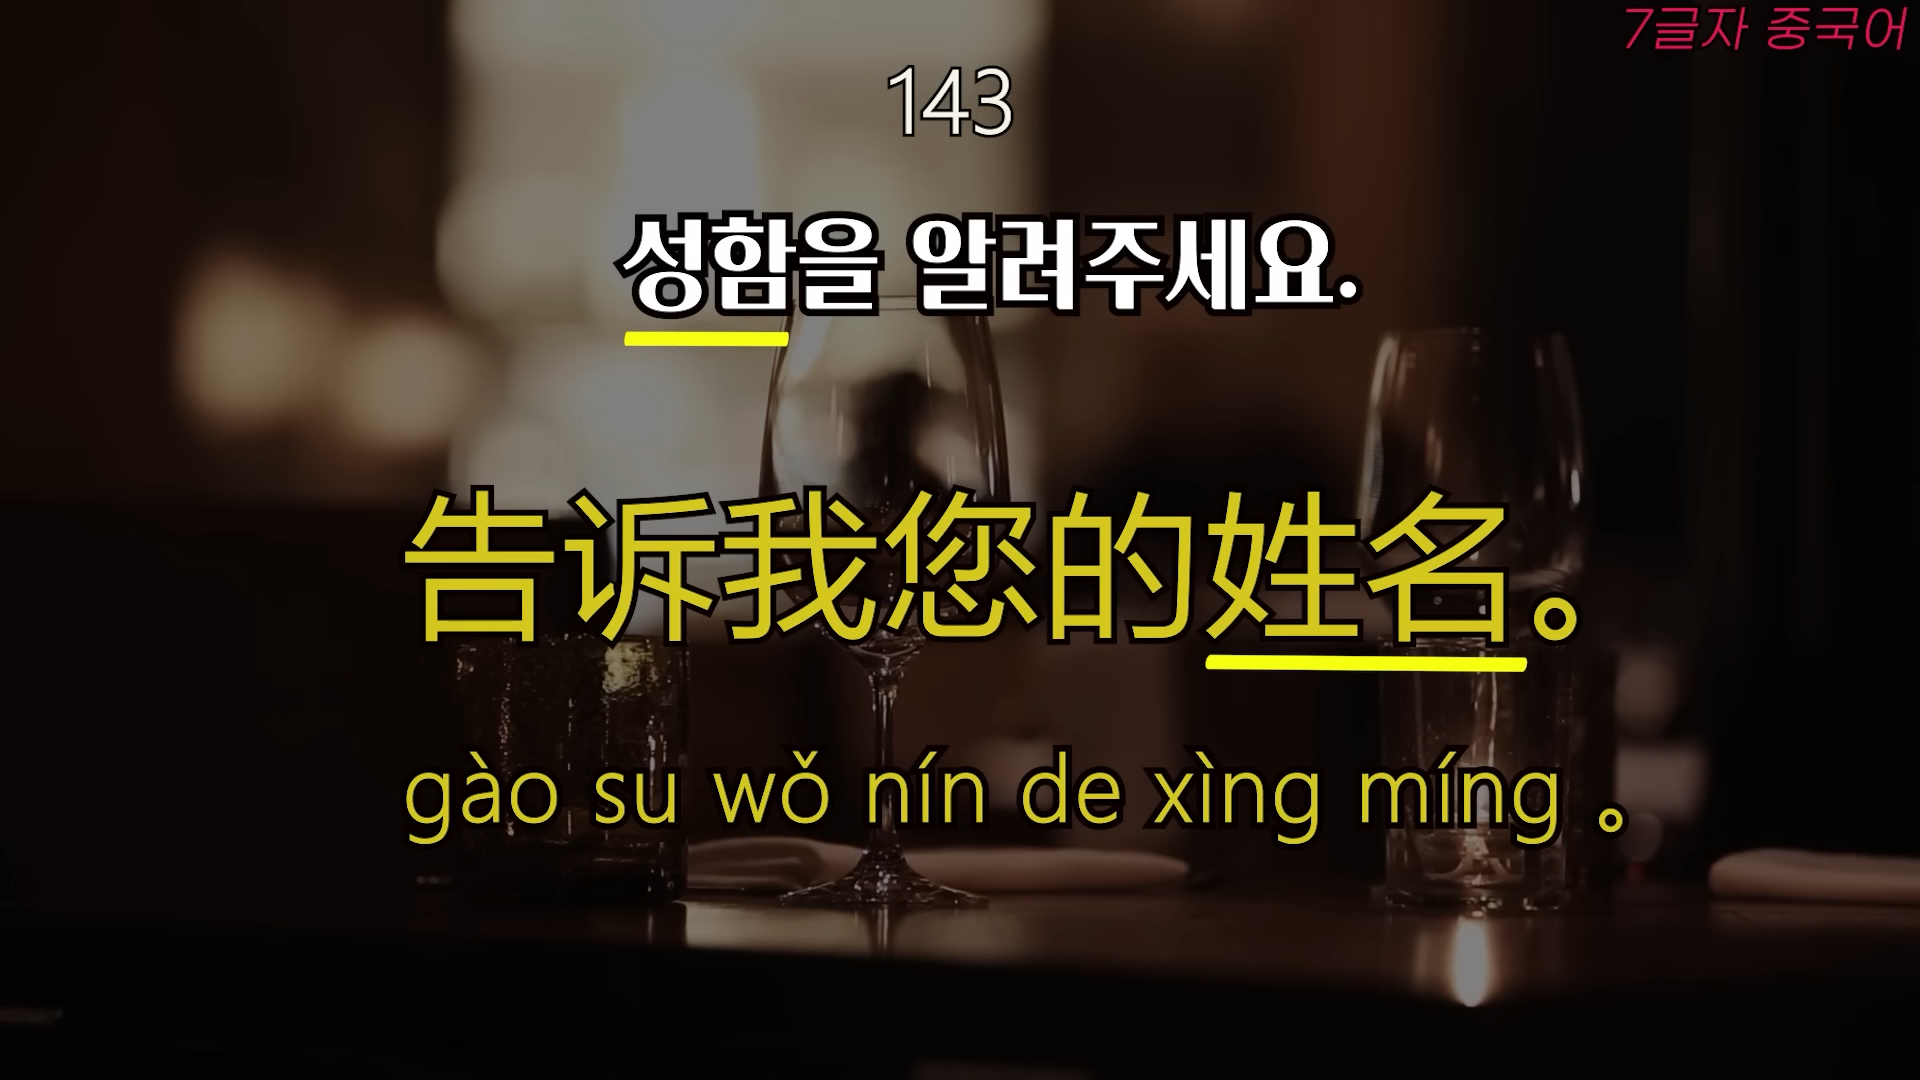 7글자 중국어
143
성함을 알려주세요.
告诉我您的姓名。
gào su wǒ nín de xìng míng 。